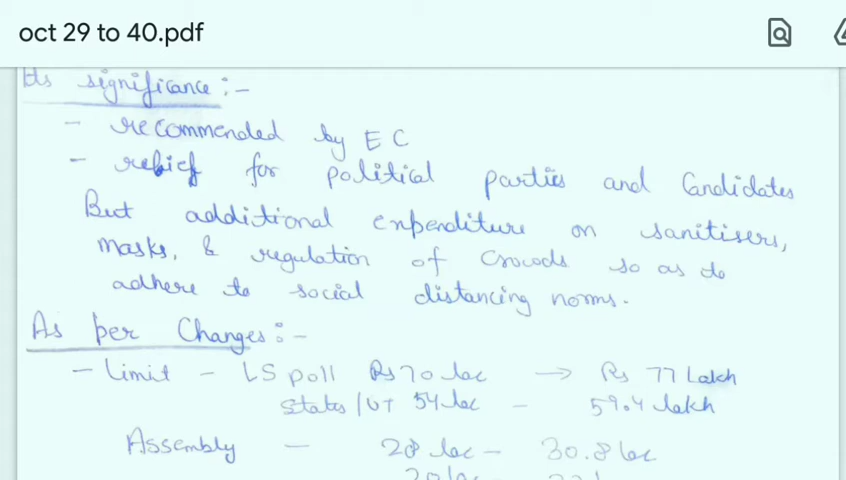 oct 29 to 40.pdf
Its significance :-
- recommended by EC
- relief for political parties and Candidates
But additional expenditure on sanitisers,
masks, & regulation of Crowds so as to
adhere to social distancing norms.
As per Changes :-
- Limit - LS poll Rs 70 lac → Rs 77 Lakh
States/UT 54 lac - 59.4 lakh
Assembly - 28 lac - 30.8 lac
20 lac